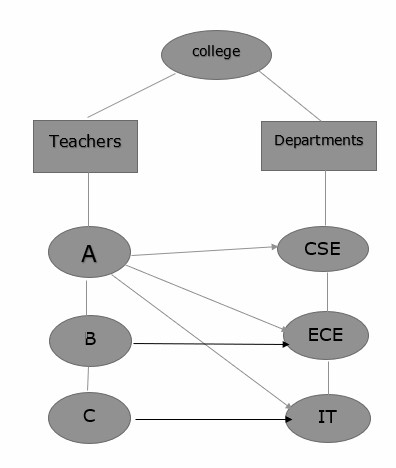 college
Teachers
Departments
A
CSE
B
ECE
C
IT